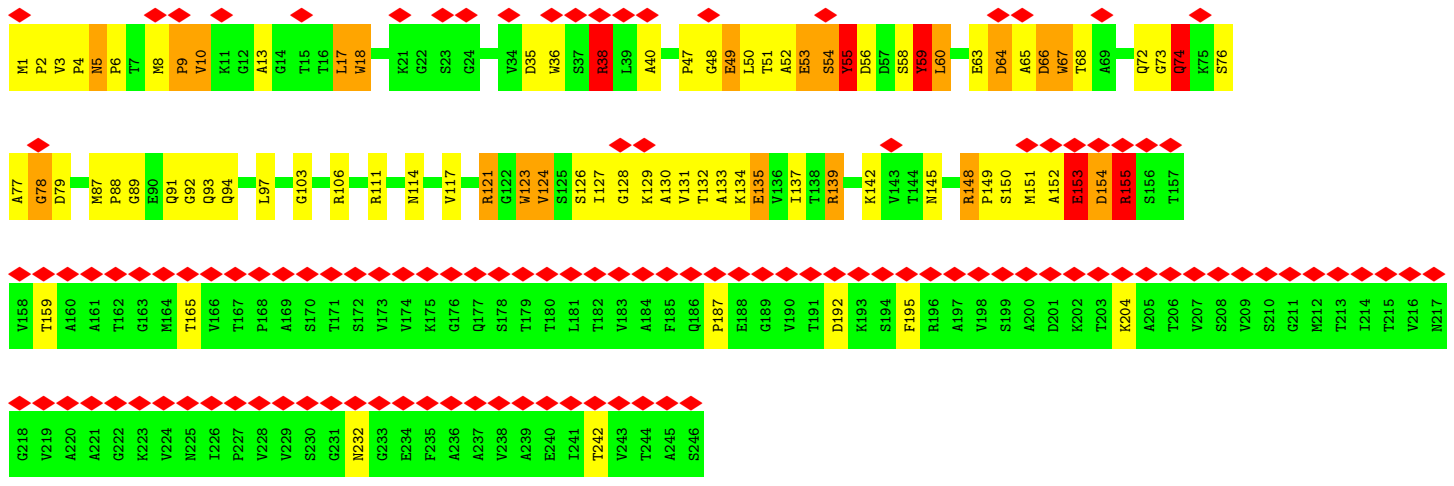 M1 P2 V3 P4 N5 P6 T7 M8 P9 V10 K11 G12 A13 G14 T15 T16 L17 W18 K21 G22 S23 G24 V34 D35 W36 S37 R38 L39 A40 P47 G48 E49 L50 T51 A52 E53 S54 Y55 D56 D57 S58 Y59 L60 E63 D64 A65 D66 W67 T68 A69 Q72 G73 Q74 K75 S76
A77 G78 D79 M87 P88 G89 E90 Q91 G92 Q93 Q94 L97 G103 R106 R111 N114 V117 R121 G122 W123 V124 S125 S126 I127 G128 K129 A130 V131 T132 A133 K134 E135 V136 I137 T138 R139 K142 V143 T144 N145 R148 P149 S150 M151 A152 E153 D154 R155 S156 T157
V158 T159 A160 A161 T162 G163 M164 T165 V166 T167 P168 A169 S170 T171 S172 V173 V174 K175 G176 Q177 S178 T179 T180 L181 T182 V183 A184 F185 Q186 P187 E188 G189 V190 T191 D192 K193 S194 F195 R196 A197 V198 S199 A200 D201 K202 T203 K204 A205 T206 V207 S208 V209 S210 G211 M212 T213 I214 T215 V216 N217
G218 V219 A220 A221 G222 K223 V224 N225 I226 P227 V228 V229 S230 G231 N232 G233 E234 F235 A236 A237 V238 A239 E240 I241 T242 V243 T244 A245 S246